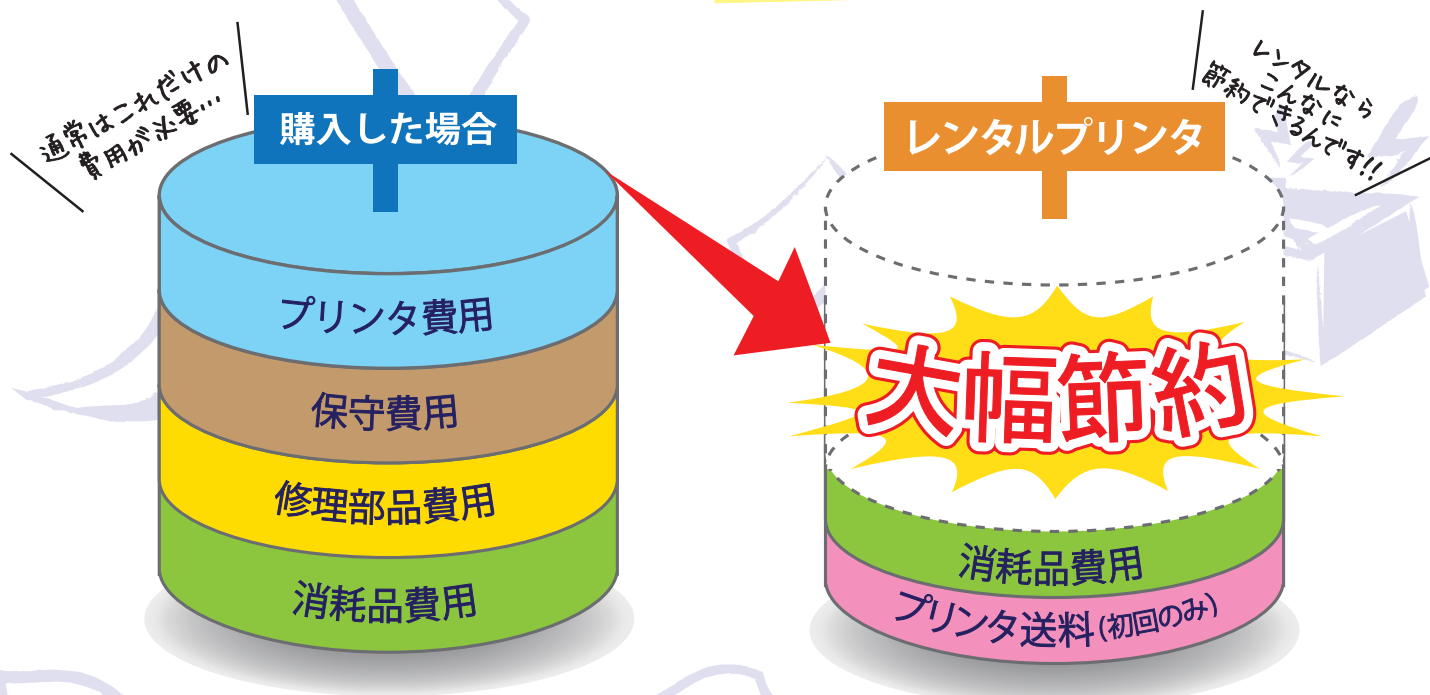 通常はこれだけの
費用が必要…
購入した場合
プリンタ費用
保守費用
修理部品費用
消耗品費用
レンタルなら
こんなに
節約できるんです!!
レンタルプリンタ
大幅節約
消耗品費用
プリンタ送料(初回のみ)